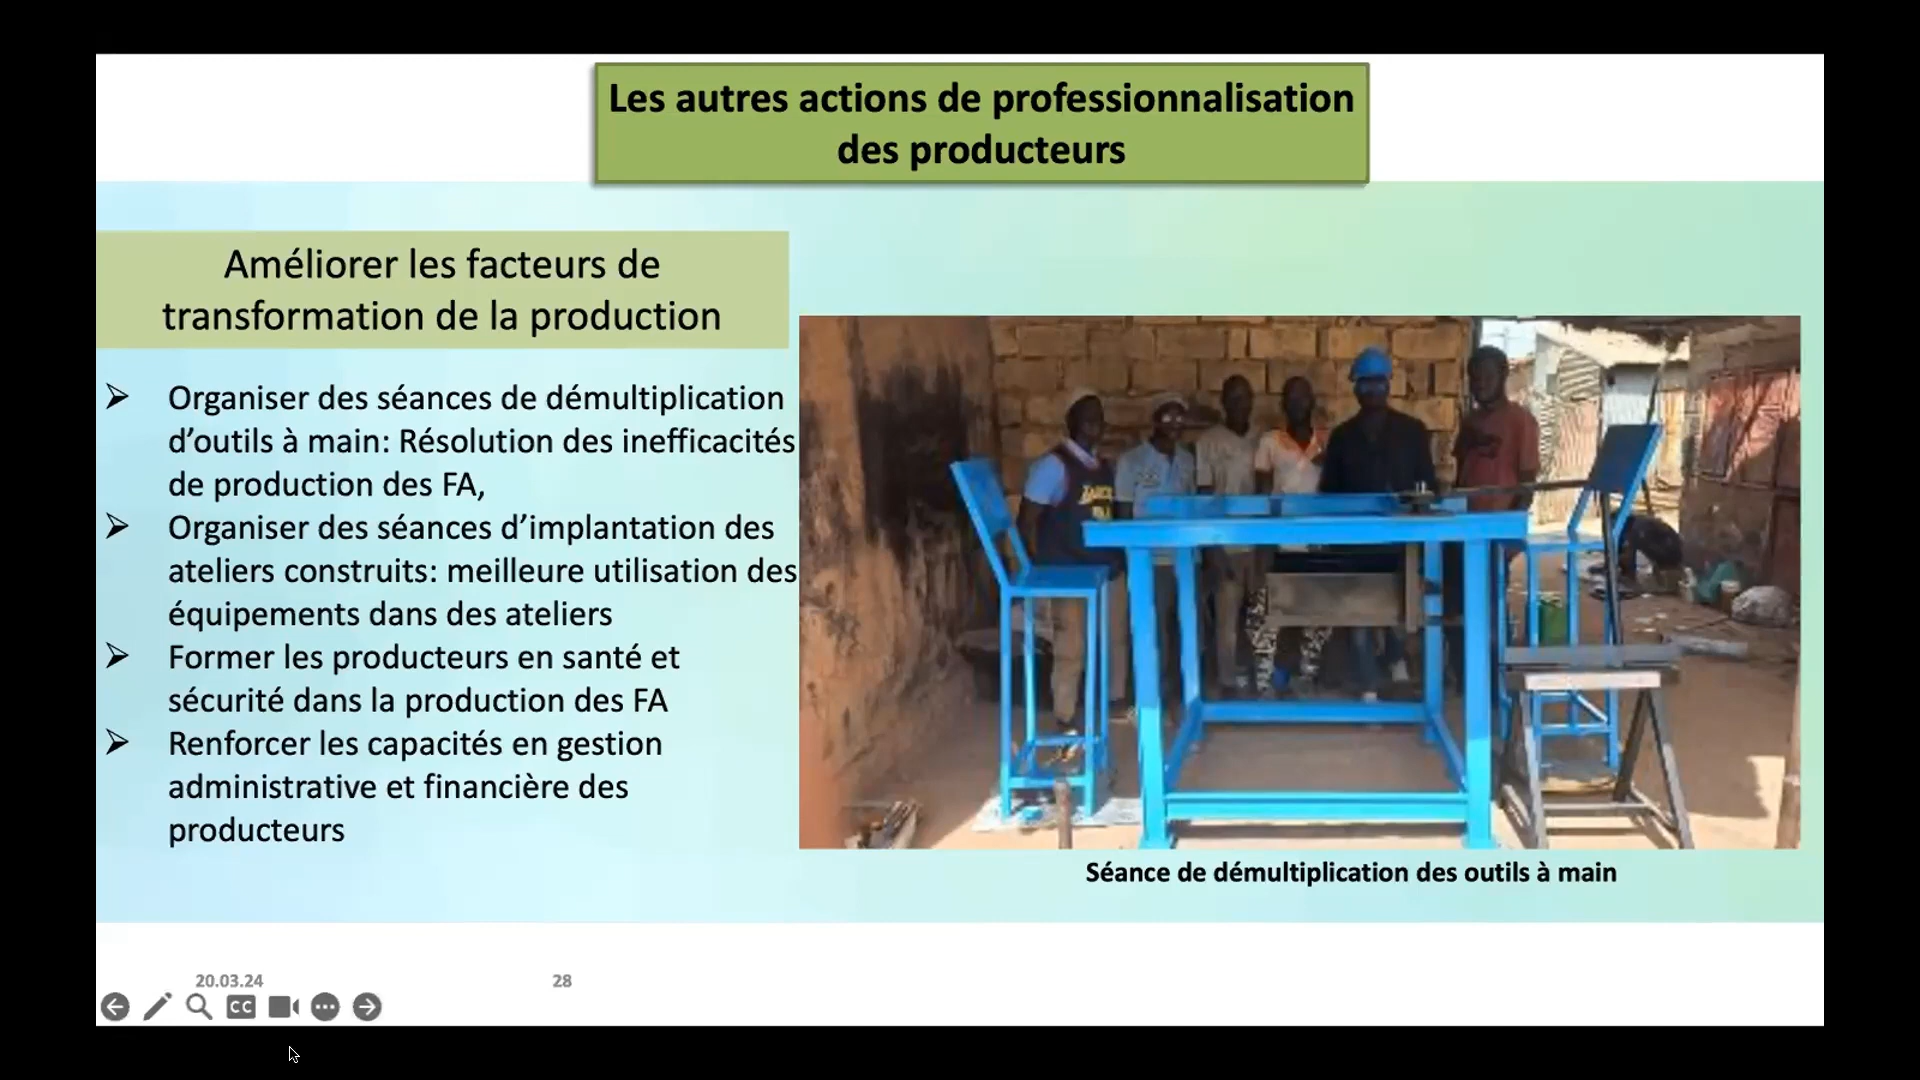 Les autres actions de professionnalisation
des producteurs
Améliorer les facteurs de
transformation de la production
➢ Organiser des séances de démultiplication
d’outils à main: Résolution des inefficacités
de production des FA,
➢ Organiser des séances d’implantation des
ateliers construits: meilleure utilisation des
équipements dans des ateliers
➢ Former les producteurs en santé et
sécurité dans la production des FA
➢ Renforcer les capacités en gestion
administrative et financière des
producteurs
Séance de démultiplication des outils à main
20.03.24
28
CC